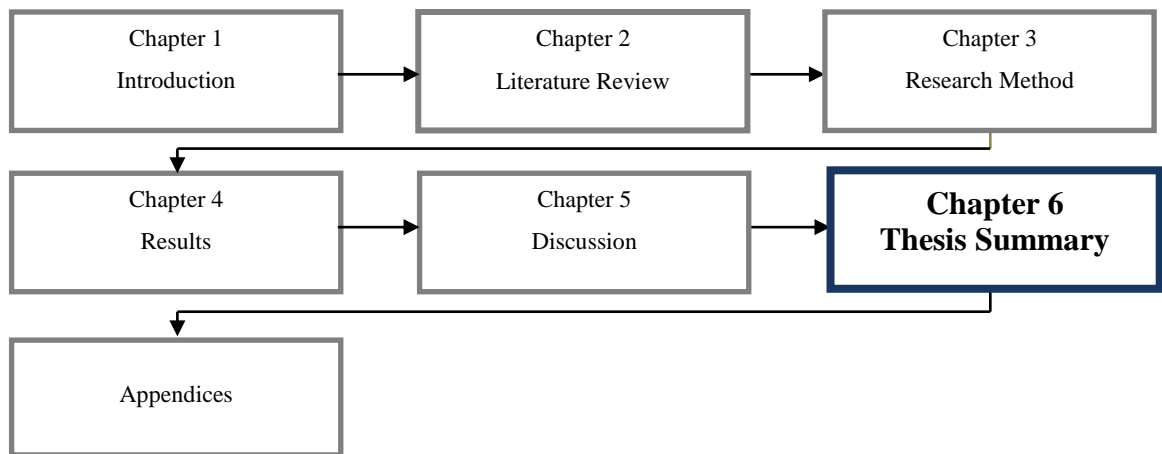 Chapter 1
Introduction
Chapter 2
Literature Review
Chapter 3
Research Method
Chapter 4
Results
Chapter 5
Discussion
Chapter 6
Thesis Summary
Appendices